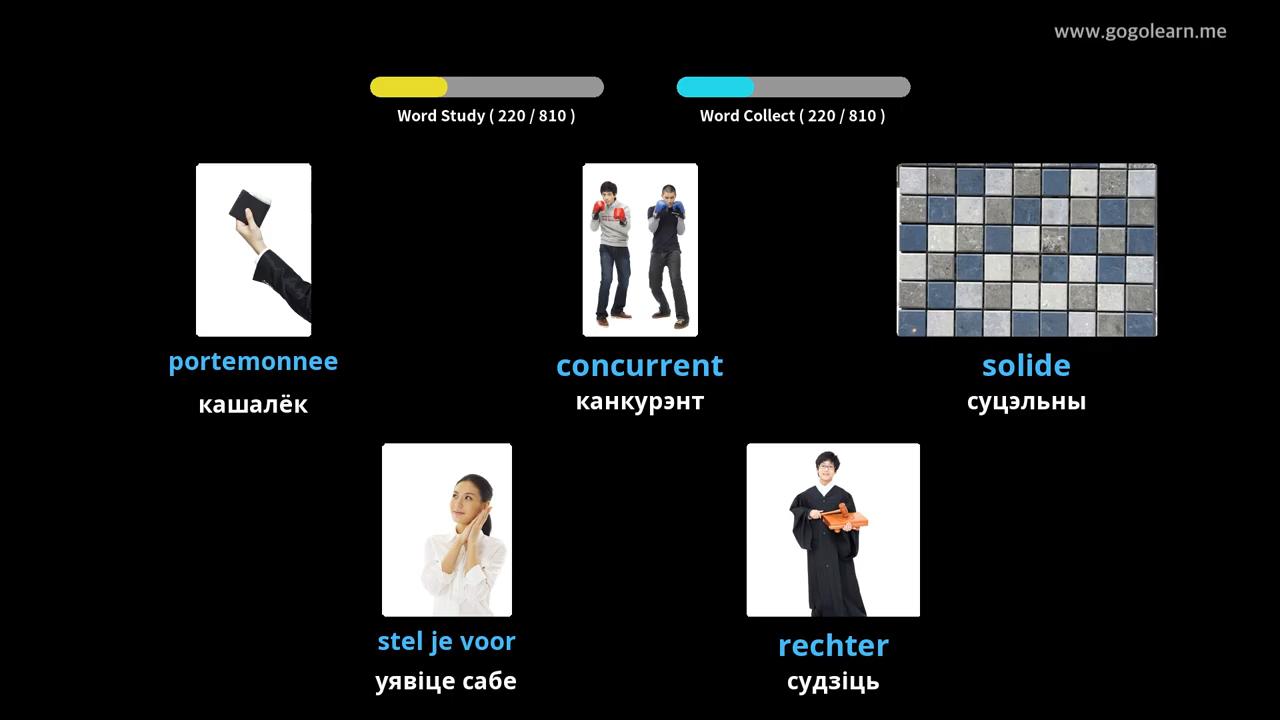 www.gogolearn.me
Word Study ( 220 / 810 )
Word Collect ( 220 / 810 )
portemonnee
кашалёк
concurrent
канкурэнт
solide
суцэльны
stel je voor
уявіце сабе
rechter
судзіць